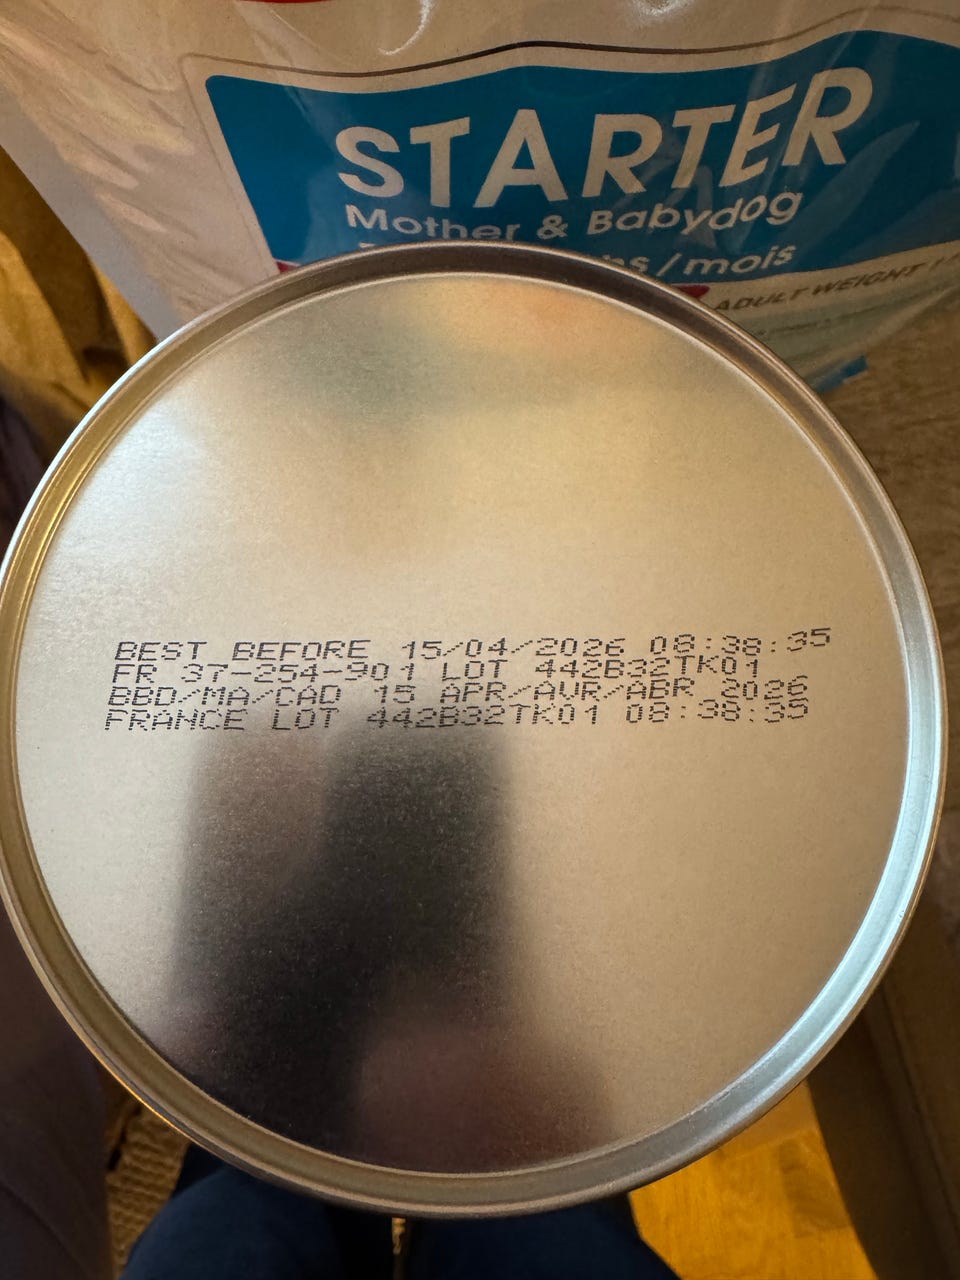 STARTER
Mother & Babydog
/mois
ADULT WEIGHT
BEST BEFORE 15/04/2026 08:38:35
FR 37-254-901 LOT 442B32TK01
BBD/MA/CAD 15 APR/AVR/ABR 2026
FRANCE LOT 442B32TK01 08:38:35